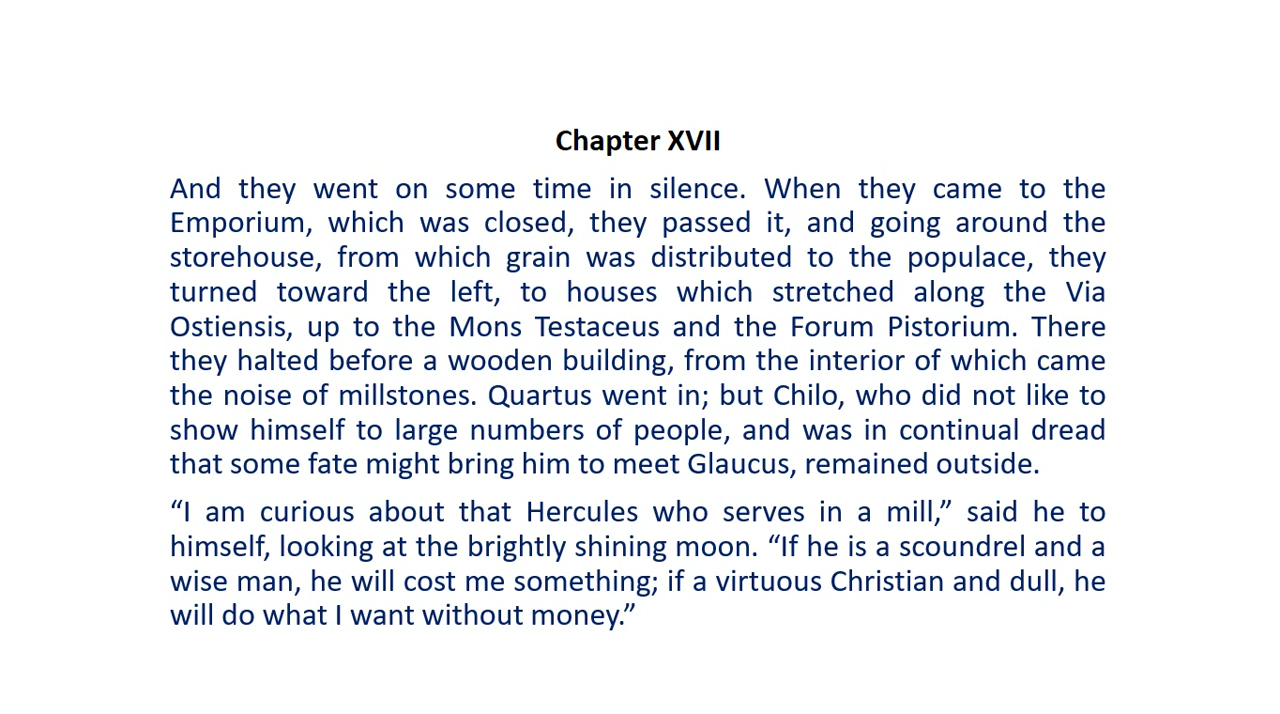 Chapter XVII
And they went on some time in silence. When they came to the
Emporium, which was closed, they passed it, and going around the
storehouse, from which grain was distributed to the populace, they
turned toward the left, to houses which stretched along the Via
Ostiensis, up to the Mons Testaceus and the Forum Pistorium. There
they halted before a wooden building, from the interior of which came
the noise of millstones. Quartus went in; but Chilo, who did not like to
show himself to large numbers of people, and was in continual dread
that some fate might bring him to meet Glaucus, remained outside.
“I am curious about that Hercules who serves in a mill,” said he to
himself, looking at the brightly shining moon. “If he is a scoundrel and a
wise man, he will cost me something; if a virtuous Christian and dull, he
will do what I want without money.”